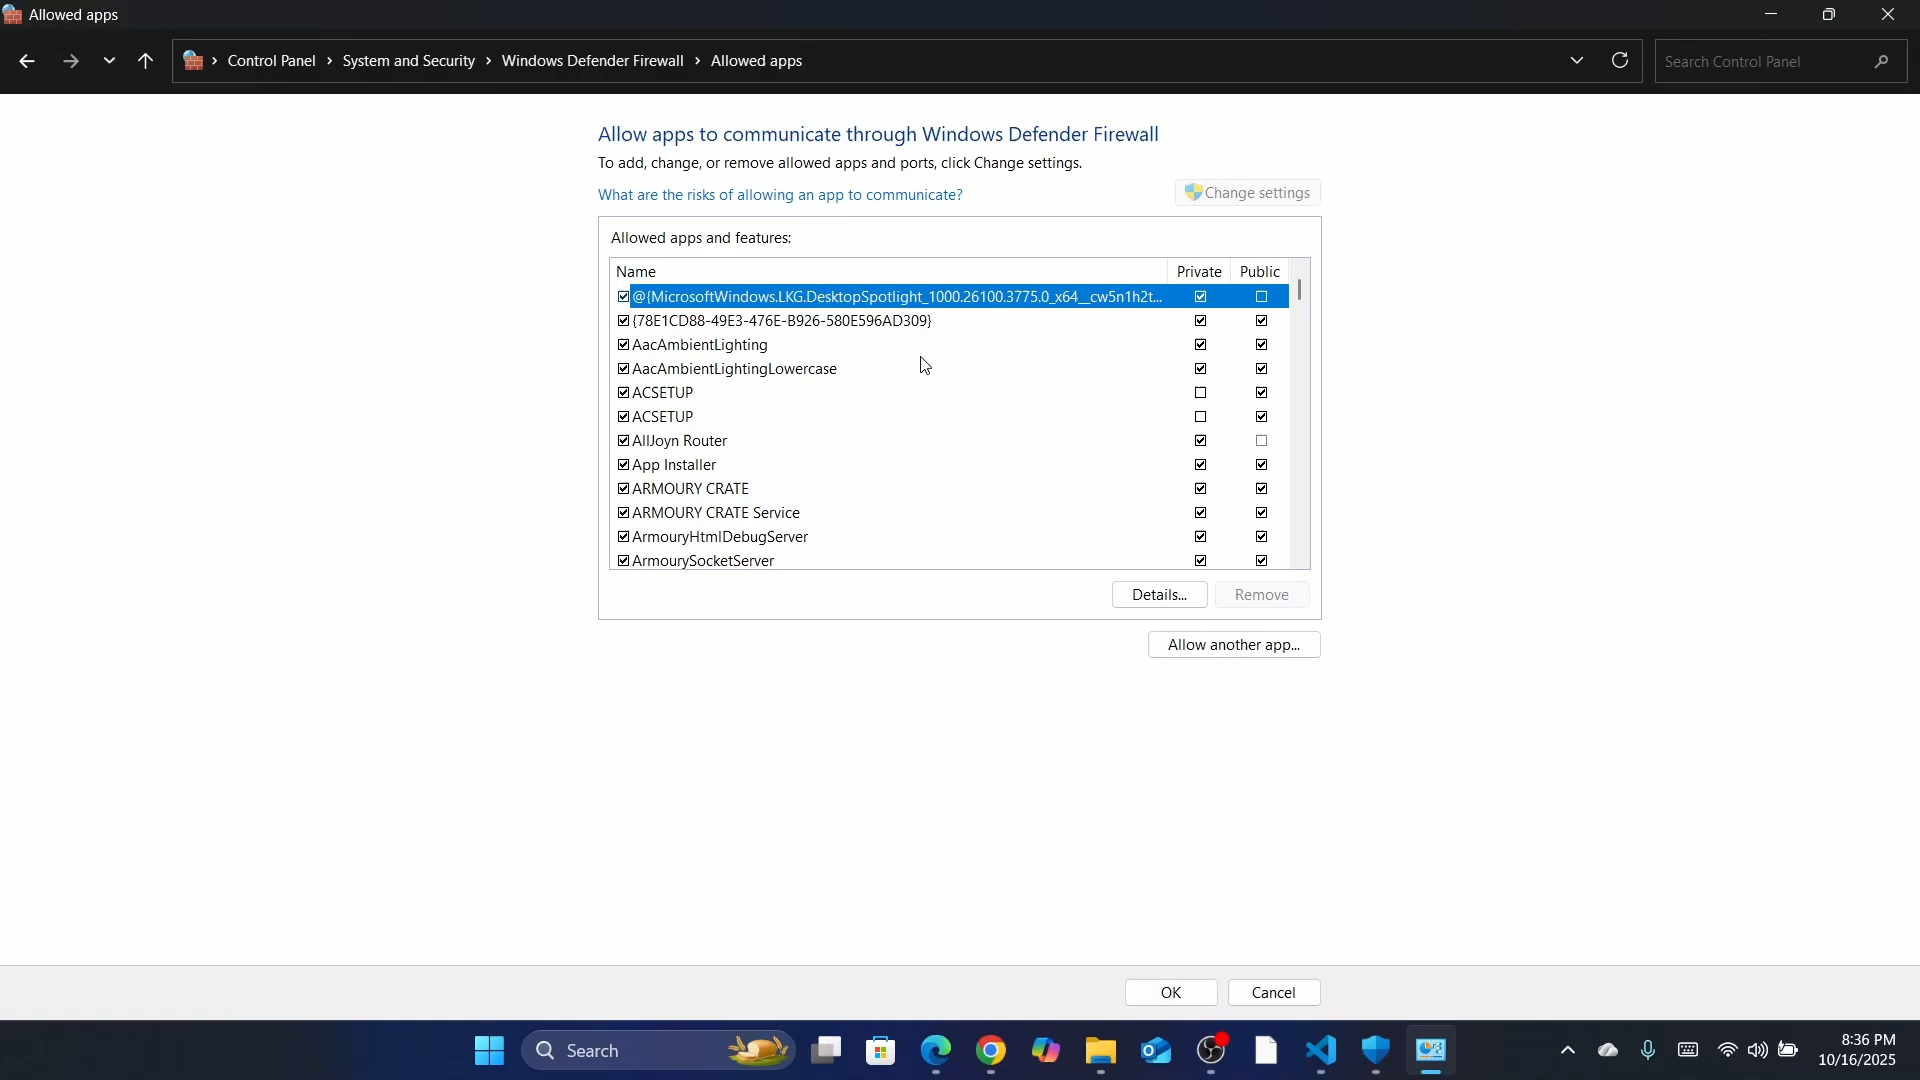 Allowed apps
Control Panel > System and Security > Windows Defender Firewall > Allowed apps
Search Control Panel
Allow apps to communicate through Windows Defender Firewall
To add, change, or remove allowed apps and ports, click Change settings.
What are the risks of allowing an app to communicate?
Change settings
Allowed apps and features:
Name Private Public
@{MicrosoftWindows.LKG.DesktopSpotlight_1000.26100.3775.0_x64__cw5n1h2t...
{78E1CD88-49E3-476E-B926-580E596AD309}
AacAmbientLighting
AacAmbientLightingLowercase
ACSETUP
ACSETUP
AllJoyn Router
App Installer
ARMOURY CRATE
ARMOURY CRATE Service
ArmouryHtmlDebugServer
ArmourySocketServer
Details... Remove
Allow another app...
OK Cancel
Search
8:36 PM
10/16/2025